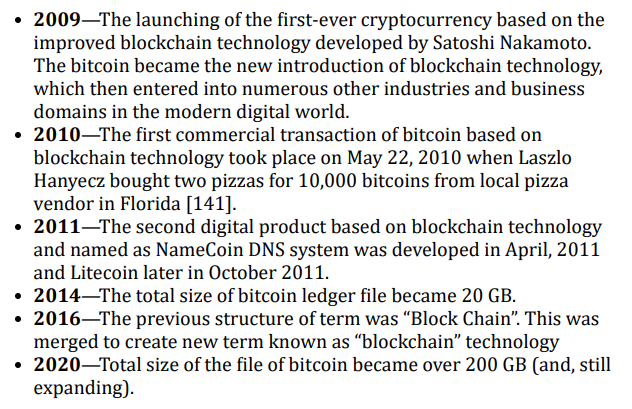 • 2009—The launching of the first-ever cryptocurrency based on the
improved blockchain technology developed by Satoshi Nakamoto.
The bitcoin became the new introduction of blockchain technology,
which then entered into numerous other industries and business
domains in the modern digital world.
• 2010—The first commercial transaction of bitcoin based on
blockchain technology took place on May 22, 2010 when Laszlo
Hanyecz bought two pizzas for 10,000 bitcoins from local pizza
vendor in Florida [141].
• 2011—The second digital product based on blockchain technology
and named as NameCoin DNS system was developed in April, 2011
and Litecoin later in October 2011.
• 2014—The total size of bitcoin ledger file became 20 GB.
• 2016—The previous structure of term was “Block Chain”. This was
merged to create new term known as “blockchain” technology
• 2020—Total size of the file of bitcoin became over 200 GB (and, still
expanding).